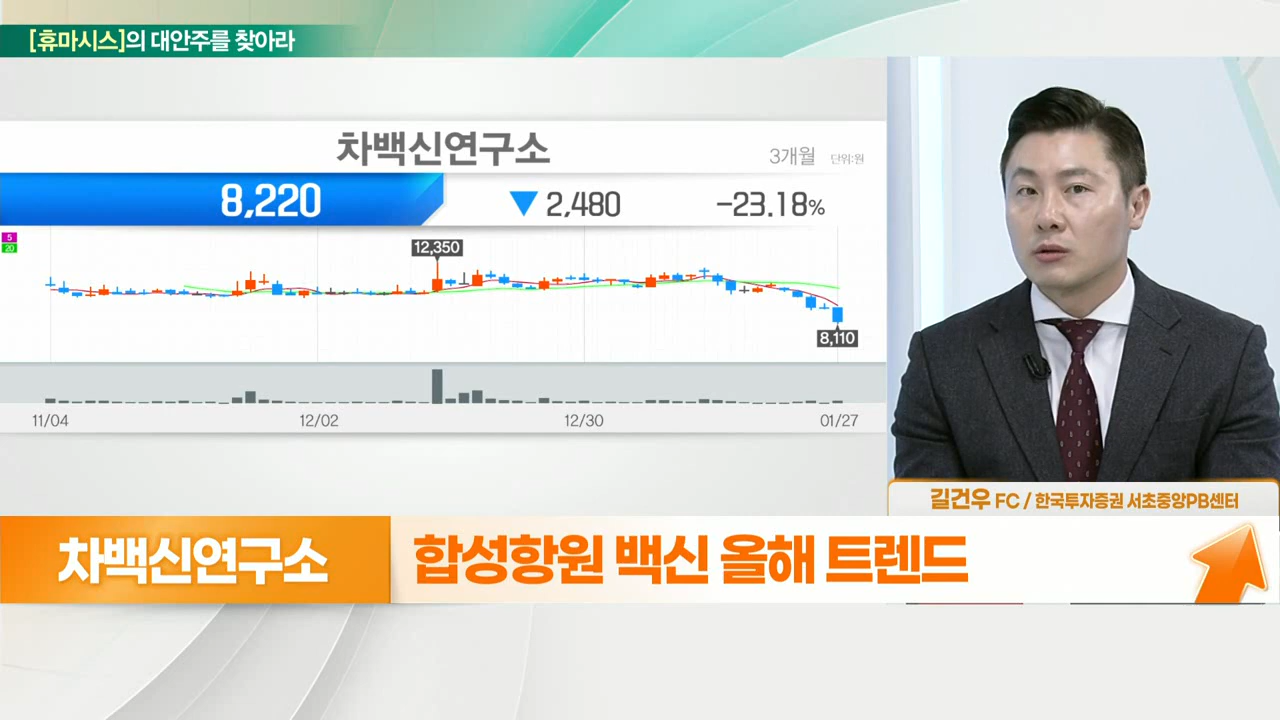 [휴마시스]의 대안주를 찾아라
차백신연구소
3개월 단위:원
8,220 ▼ 2,480 -23.18%
5
20
12,350
8,110
11/04 12/02 12/30 01/27
길건우 FC / 한국투자증권 서초중앙PB센터
차백신연구소 합성항원 백신 올해 트렌드